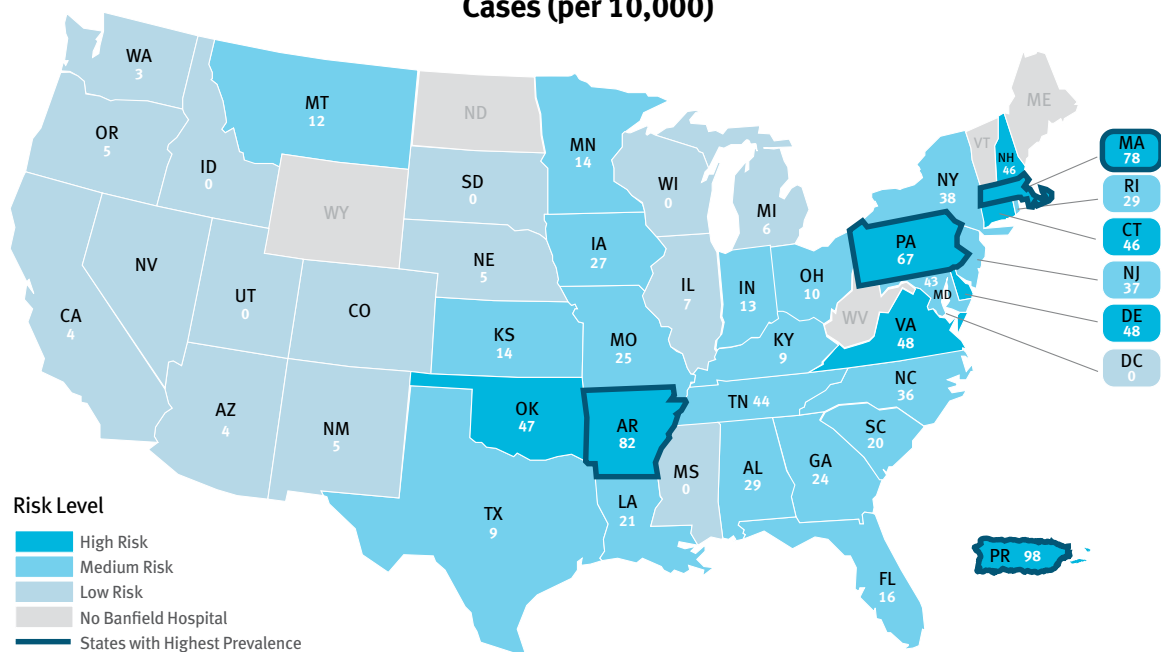 Cases (per 10,000)
WA
3
OR
5
ID
0
MT
12
ND
MN
14
SD
0
WY
WI
0
MI
6
NY
38
VT
NH
46
ME
MA
78
RI
29
CT
46
NJ
37
DE
48
DC
0
NV
UT
0
CO
CA
4
NE
5
IA
27
IL
7
IN
13
OH
10
PA
67
43
MD
WV
VA
48
KS
14
MO
25
KY
9
NC
36
TN 44
AZ
4
NM
5
OK
47
AR
82
MS
0
AL
29
GA
24
SC
20
TX
9
LA
21
FL
16
PR 98
Risk Level
High Risk
Medium Risk
Low Risk
No Banfield Hospital
States with Highest Prevalence